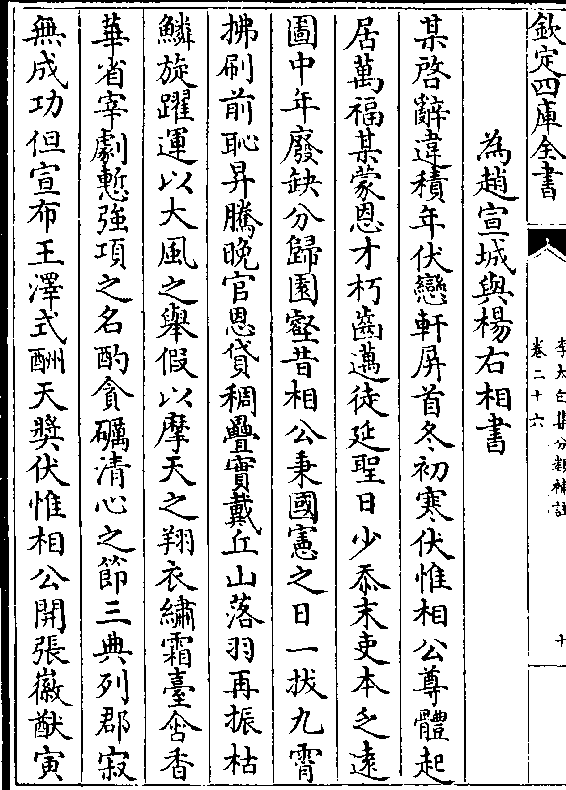 欽定四庫全書
李太白集分類補註
卷二十六
十
為趙宣城與楊右相書
某啓辭違積年伏戀軒屏首冬初寒伏惟相公尊體起
居萬福某蒙恩才朽齒邁徒延聖日少忝末吏本乏遠
圖中年廢缺分歸園壑昔相公秉國憲之日一拔九霄
拂刷前恥昇騰晚官恩貸稠疊實戴丘山落羽再振枯
鱗旋躍運以大風之舉假以摩天之翔衣繡霜臺含香
華省宰劇慙強項之名酌貪礪清心之節三典列郡寂
無成功但宣布王澤式酬天獎伏惟相公開張徽猷寅